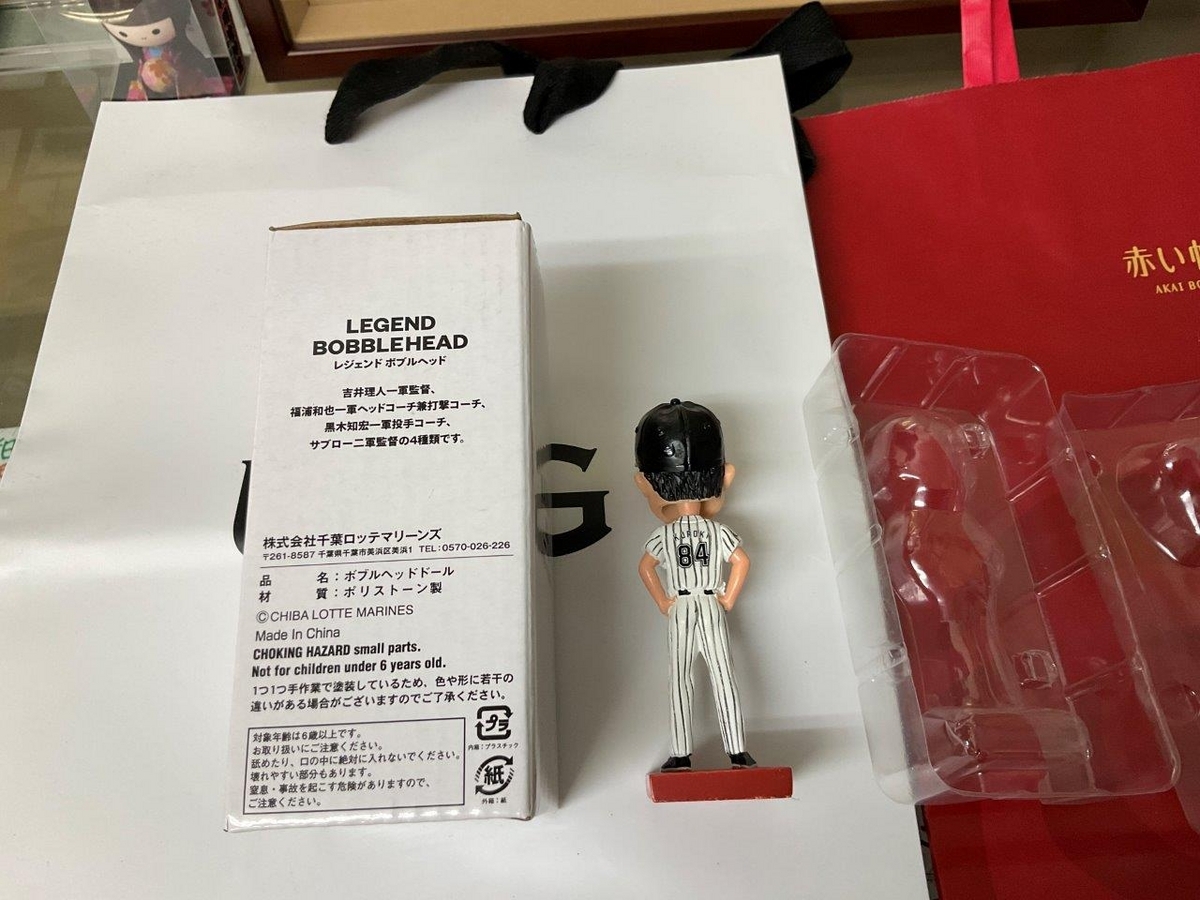 LEGEND
BOBBLEHEAD
レジェンド ボブルヘッド
吉井理人一軍監督、
福浦和也一軍ヘッドコーチ兼打撃コーチ、
黒木知宏一軍投手コーチ、
サブロー二軍監督の4種類です。
株式会社千葉ロッテマリーンズ
〒261-8587 千葉県千葉市美浜区美浜1 TEL:0570-026-226
品 名:ボブルヘッドドール
材 質:ポリストーン製
©CHIBA LOTTE MARINES
Made In China
CHOKING HAZARD small parts.
Not for children under 6 years old.
1つ1つ手作業で塗装しているため、色や形に若干の
違いがある場合がございますのでご了承ください。
対象年齢は6歳以上です。
お取り扱いにご注意ください。
舐めたり、口の中に絶対に入れないでください。
壊れやすい部分もあります。
窒息・事故を起こす危険がありますので、
ご注意ください。
プラ
内箱:プラスチック
紙
外箱:紙
KUROKI
84
G
赤い
AKAI